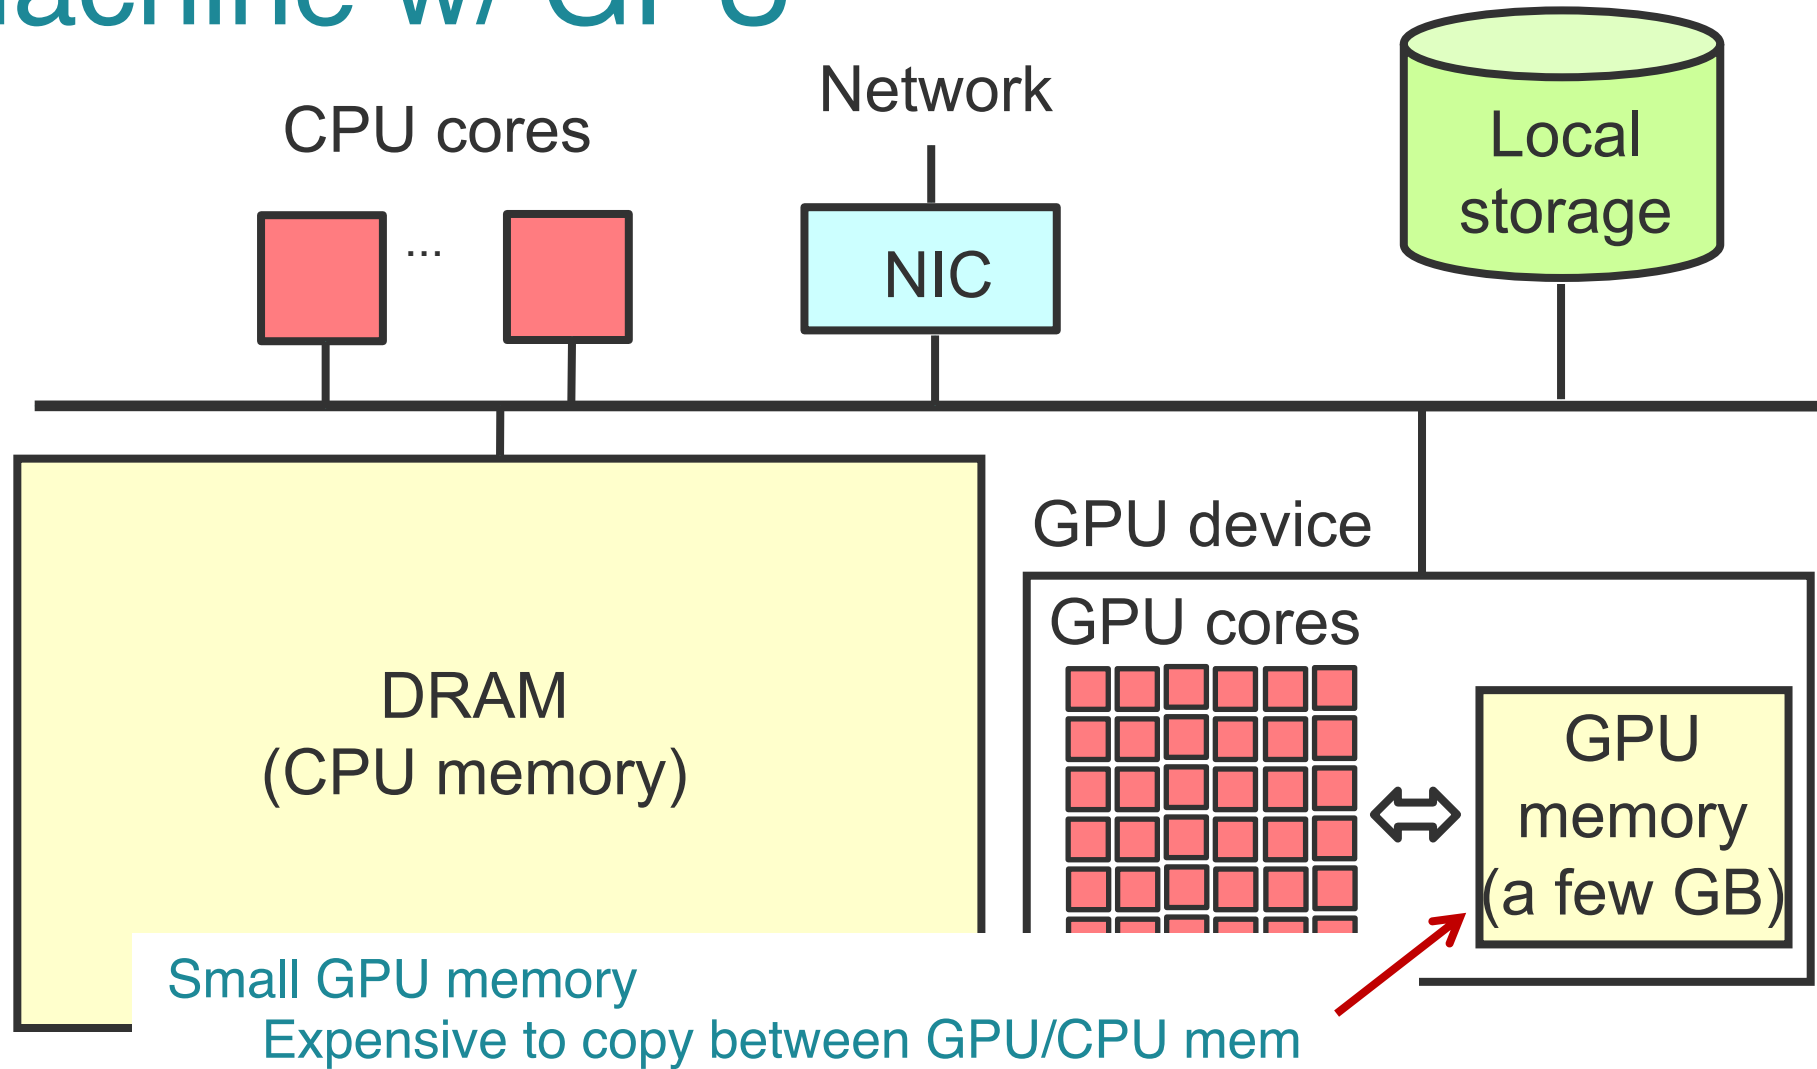 w/ GPU
CPU cores
...
Network
NIC
Local
storage
DRAM
(CPU memory)
GPU device
GPU cores
GPU
memory
(a few GB)
Small GPU memory
Expensive to copy between GPU/CPU mem